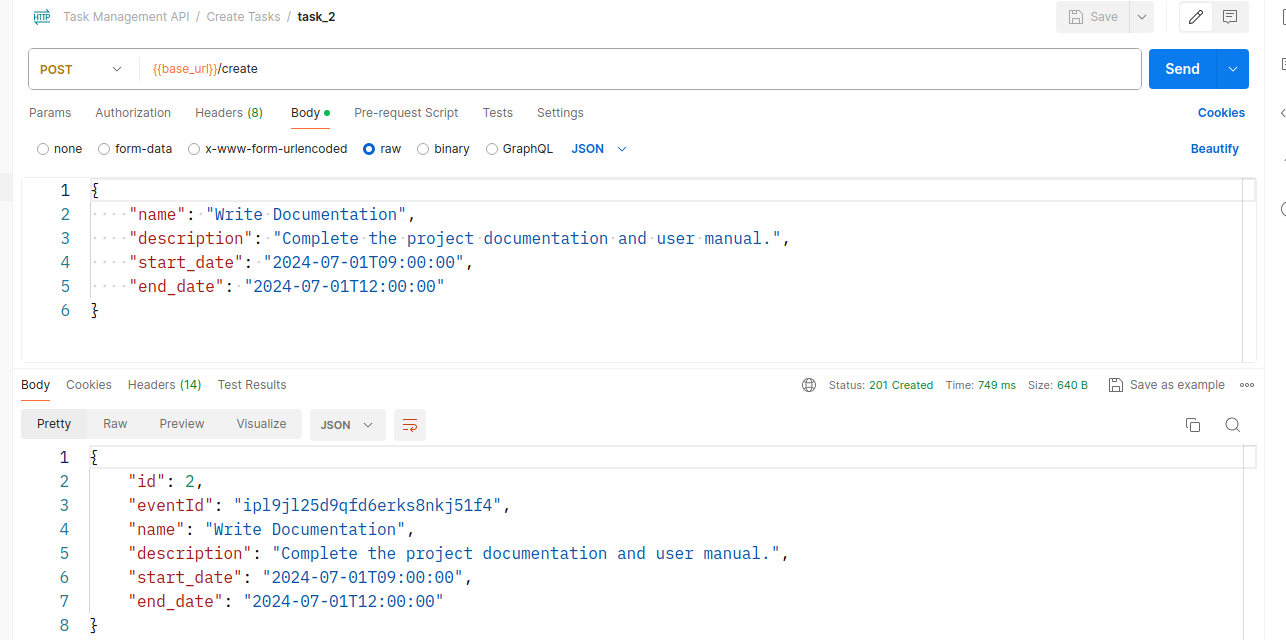 HTTP Task Management API / Create Tasks / task_2 Save
POST {{base_url}}/create Send
Params Authorization Headers (8) Body Pre-request Script Tests Settings Cookies
none form-data x-www-form-urlencoded raw binary GraphQL JSON Beautify
1 {
2 "name": "Write Documentation",
3 "description": "Complete the project documentation and user manual.",
4 "start_date": "2024-07-01T09:00:00",
5 "end_date": "2024-07-01T12:00:00"
6 }
Body Cookies Headers (14) Test Results Status: 201 Created Time: 749 ms Size: 640 B Save as example
Pretty Raw Preview Visualize JSON
1 {
2 "id": 2,
3 "eventId": "ipl9jl25d9qfd6erks8nkj51f4",
4 "name": "Write Documentation",
5 "description": "Complete the project documentation and user manual.",
6 "start_date": "2024-07-01T09:00:00",
7 "end_date": "2024-07-01T12:00:00"
8 }